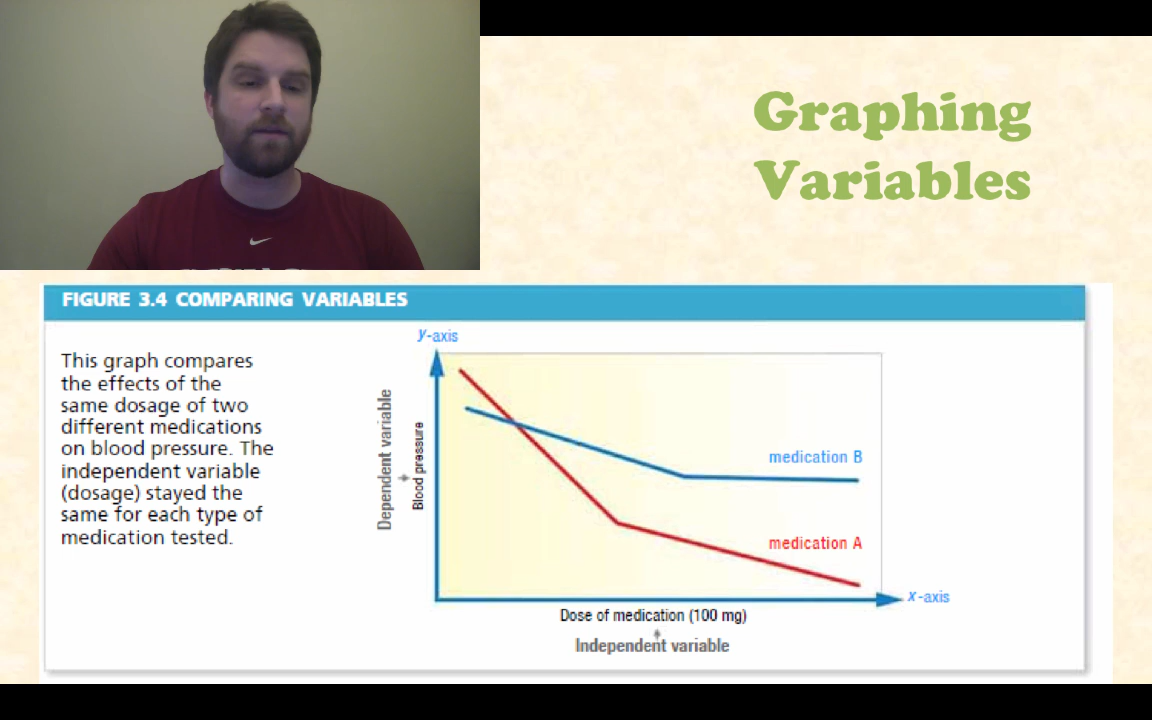 Graphing
Variables
FIGURE 3.4 COMPARING VARIABLES
This graph compares
the effects of the
same dosage of two
different medications
on blood pressure. The
independent variable
(dosage) stayed the
same for each type of
medication tested.
y-axis
Dependent variable
Blood pressure
medication B
medication A
x-axis
Dose of medication (100 mg)
Independent variable